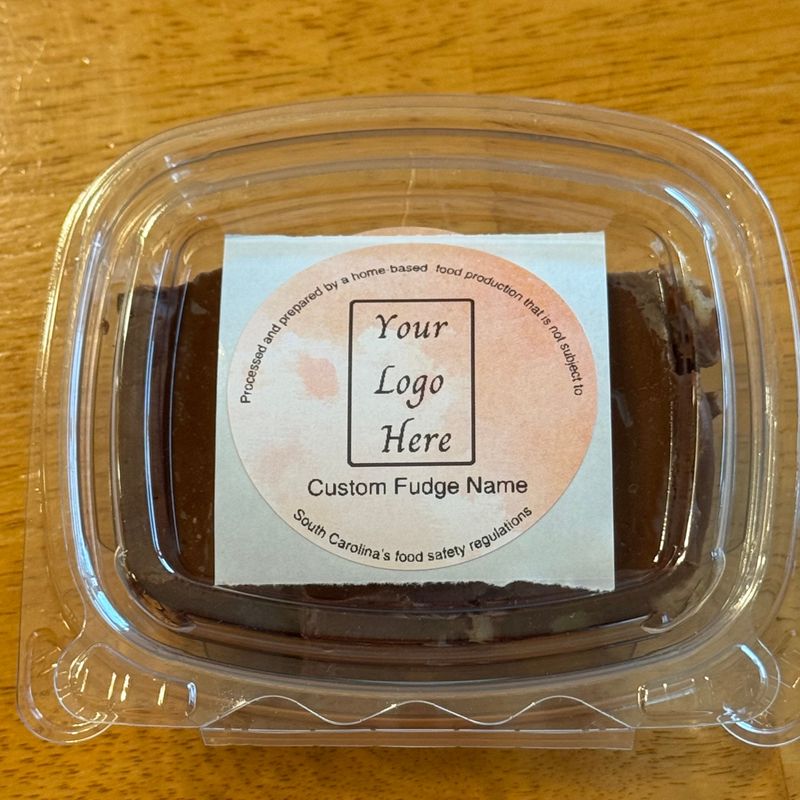 Processed and prepared by a home-based food production that is not subject to
Your
Logo
Here
Custom Fudge Name
South Carolina's food safety regulations